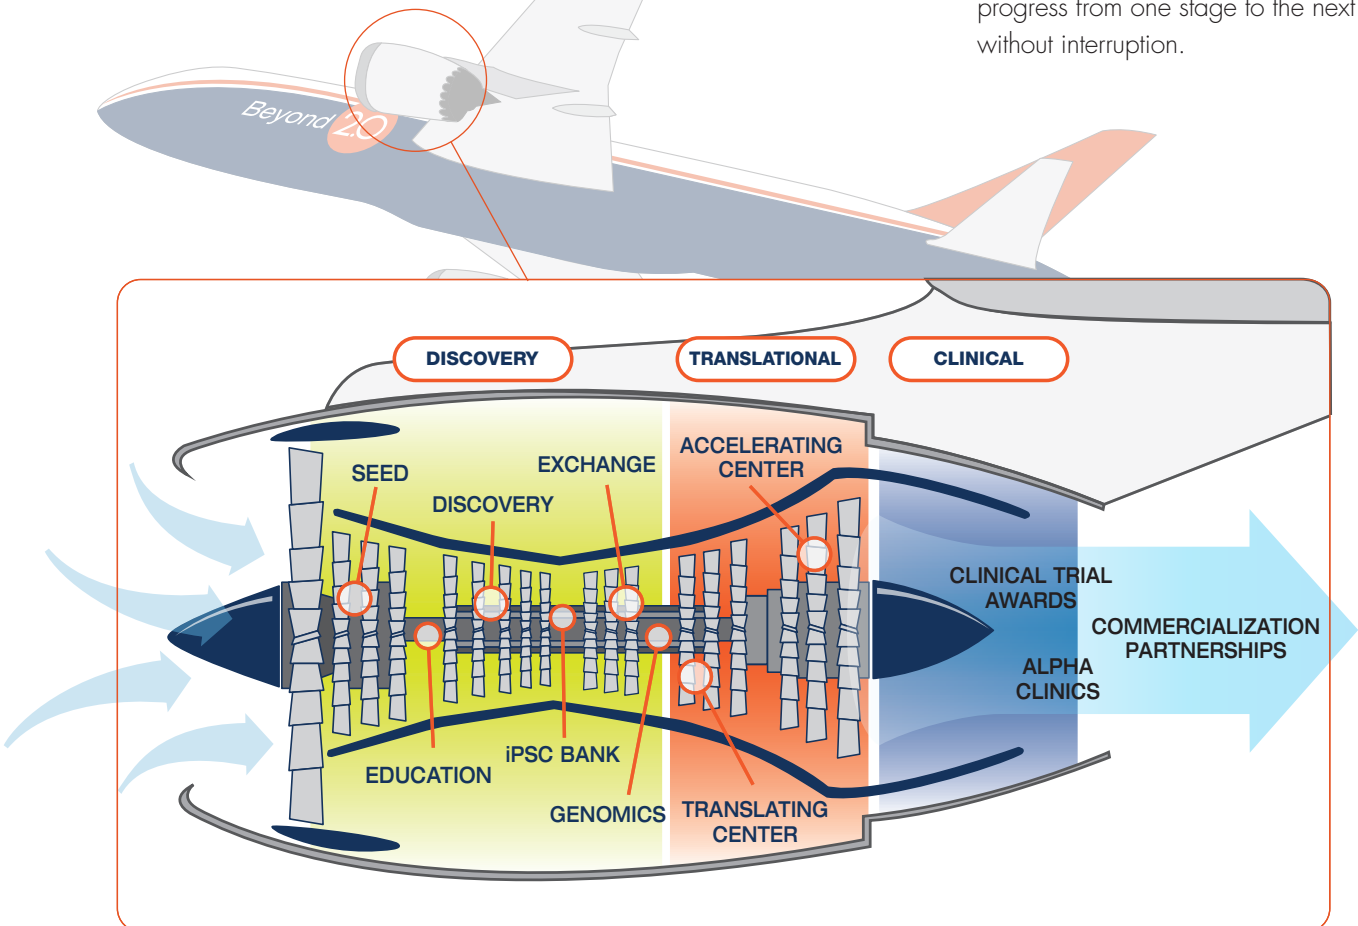 progress from one stage to the next
without interruption.
Beyond 2.0
DISCOVERY
TRANSLATIONAL
CLINICAL
SEED
DISCOVERY
EXCHANGE
ACCELERATING
CENTER
EDUCATION
iPSC BANK
GENOMICS
TRANSLATING
CENTER
CLINICAL TRIAL
AWARDS
ALPHA
CLINICS
COMMERCIALIZATION
PARTNERSHIPS